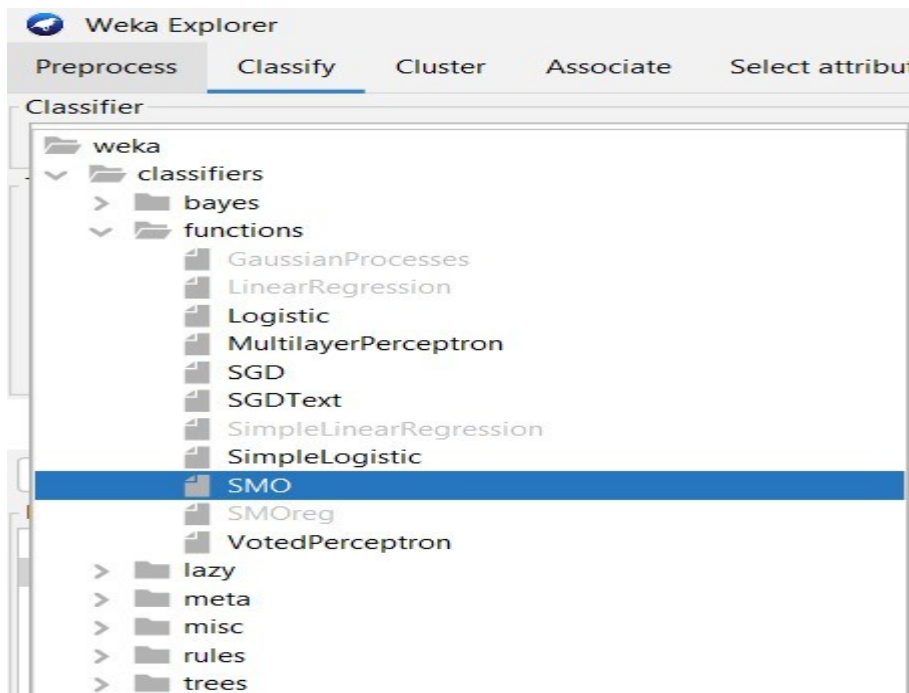 Weka Explorer
Preprocess Classify Cluster Associate Select attribu
Classifier
weka
classifiers
bayes
functions
GaussianProcesses
LinearRegression
Logistic
MultilayerPerceptron
SGD
SGDText
SimpleLinearRegression
SimpleLogistic
SMO
SMOreg
VotedPerceptron
lazy
meta
misc
rules
trees